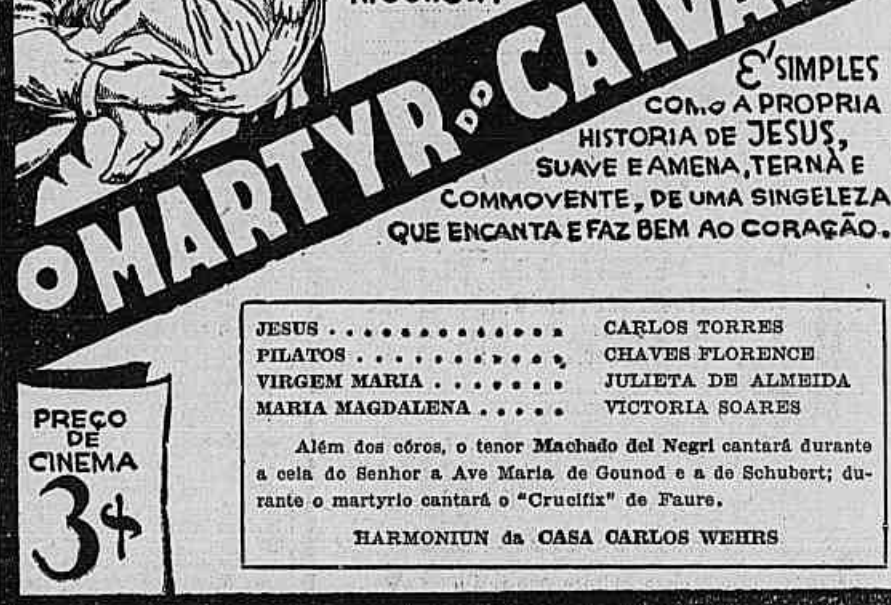 O MARTYR DO
É SIMPLES
COMO A PROPRIA
HISTORIA DE JESUS,
SUAVE E AMENA, TERNA E
COMMOVENTE, DE UMA SINGELEZA
QUE ENCANTA E FAZ BEM AO CORAÇÃO.
JESUS . . . . . . . . . . . . CARLOS TORRES
PILATOS . . . . . . . . . . . CHAVES FLORENCE
VIRGEM MARIA . . . . . . . JULIETA DE ALMEIDA
MARIA MAGDALENA . . . . . VICTORIA SOARES
Além dos córos, o tenor Machado del Negri cantará durante
a ceia do Senhor a Ave Maria de Gounod e a de Schubert; du-
rante o martyrio cantará o "Crucifix" de Faure.
HARMONIUN da CASA CARLOS WEHRS
PREÇO
DE
CINEMA
3$